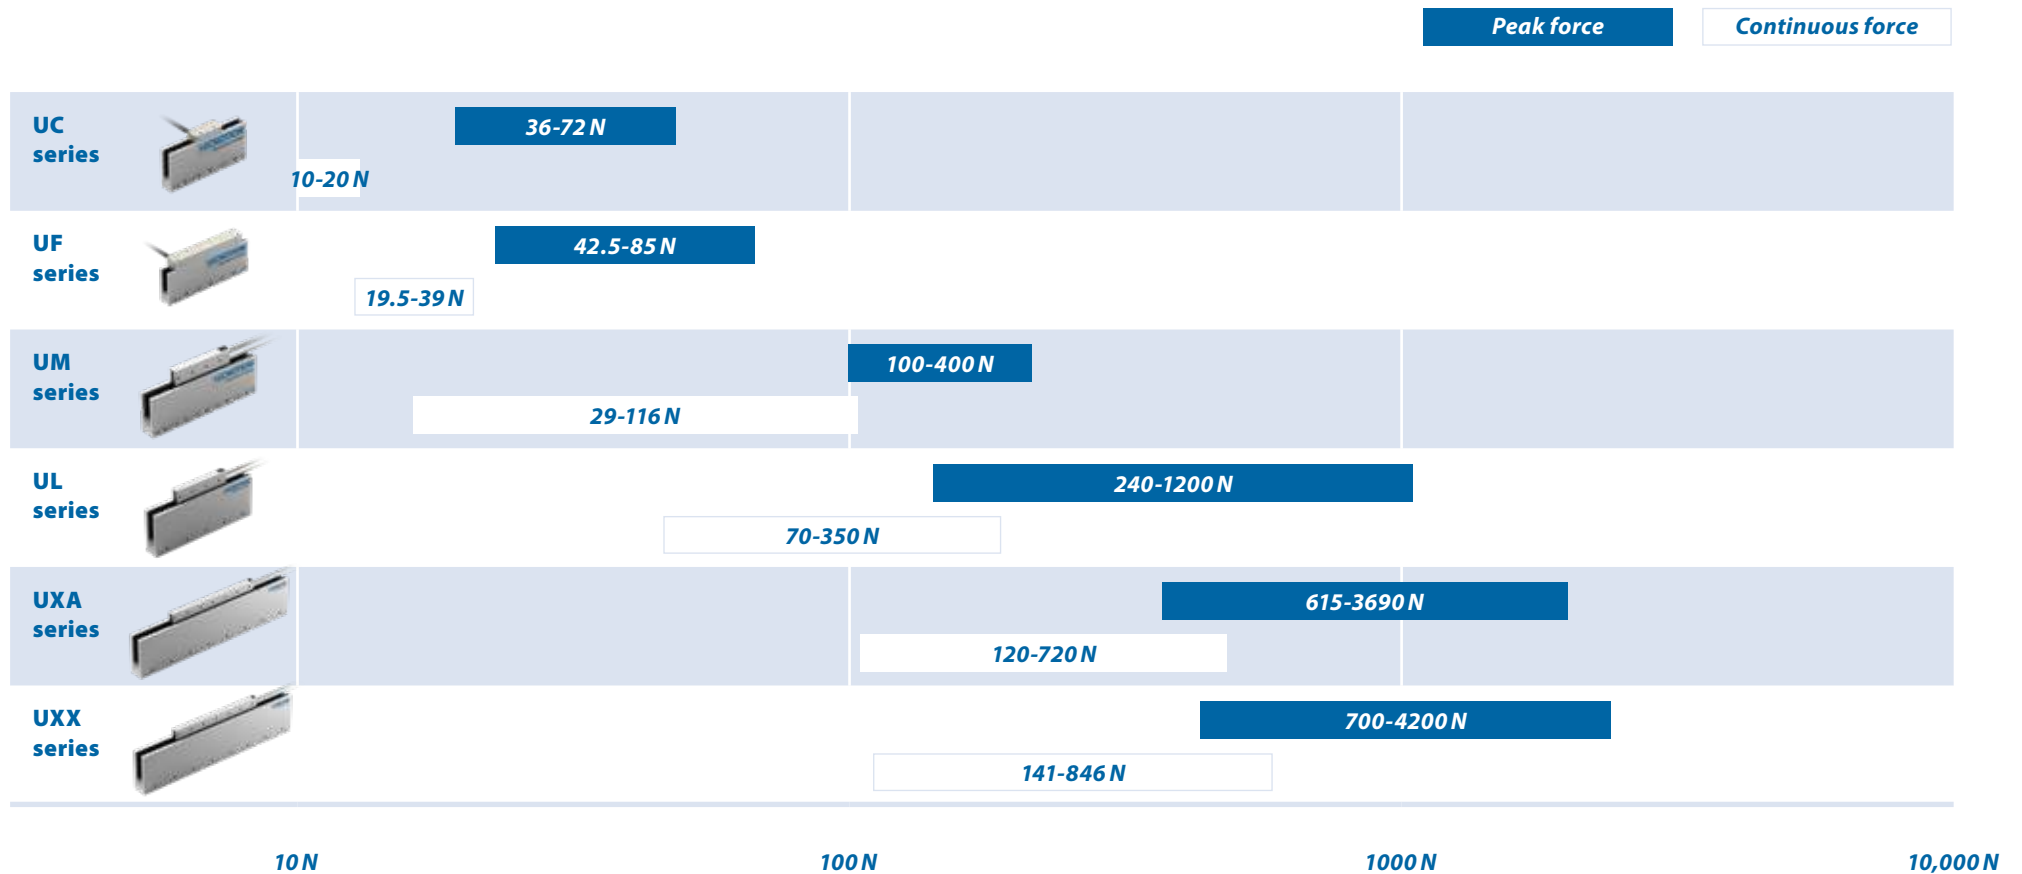 Peak force
Continuous force
UC
series
36-72 N
10-20 N
UF
series
42.5-85 N
19.5-39 N
UM
series
100-400 N
29-116 N
UL
series
240-1200 N
70-350 N
UXA
series
615-3690 N
120-720 N
UXX
series
700-4200 N
141-846 N
10 N
100 N
1000 N
10,000 N